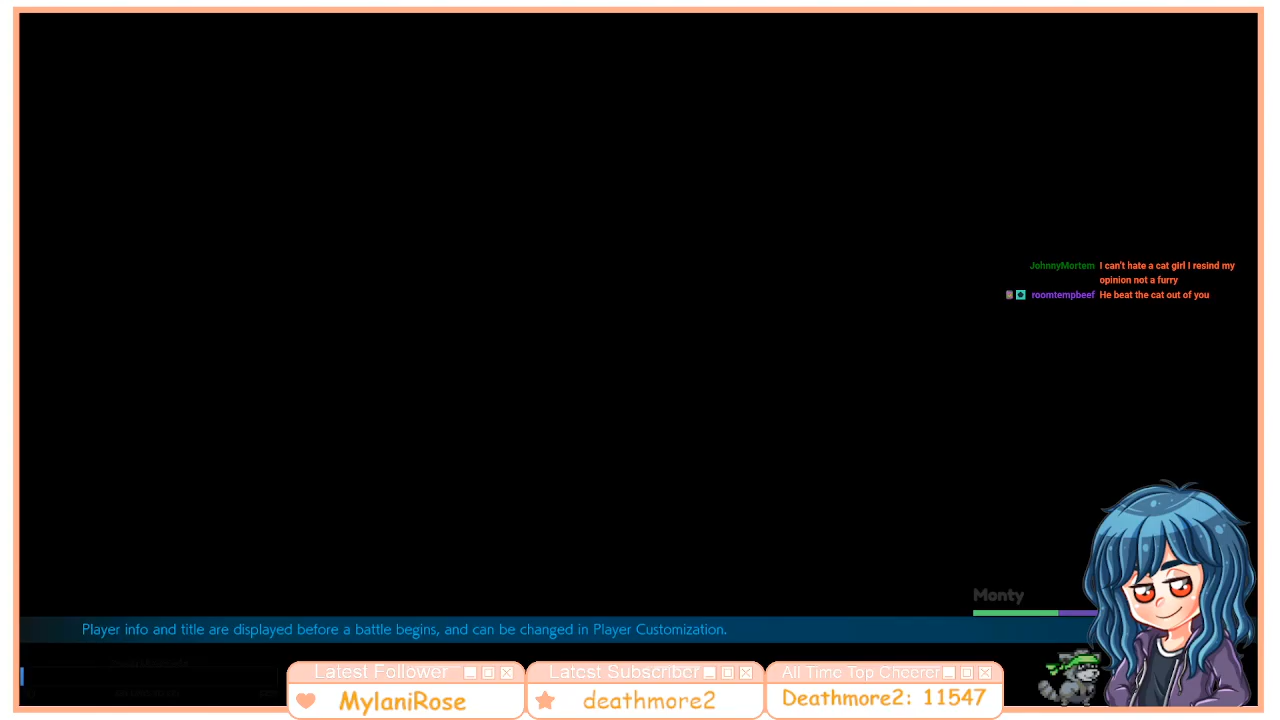 JohnnyMortem I can't hate a cat girl I resind my
opinion not a furry
roomtempbeef He beat the cat out of you
Monty
Player info and title are displayed before a battle begins, and can be changed in Player Customization.
Latest Follower
MylaniRose
Latest Subscriber
deathmore2
All Time Top Cheerer
Deathmore2: 11547